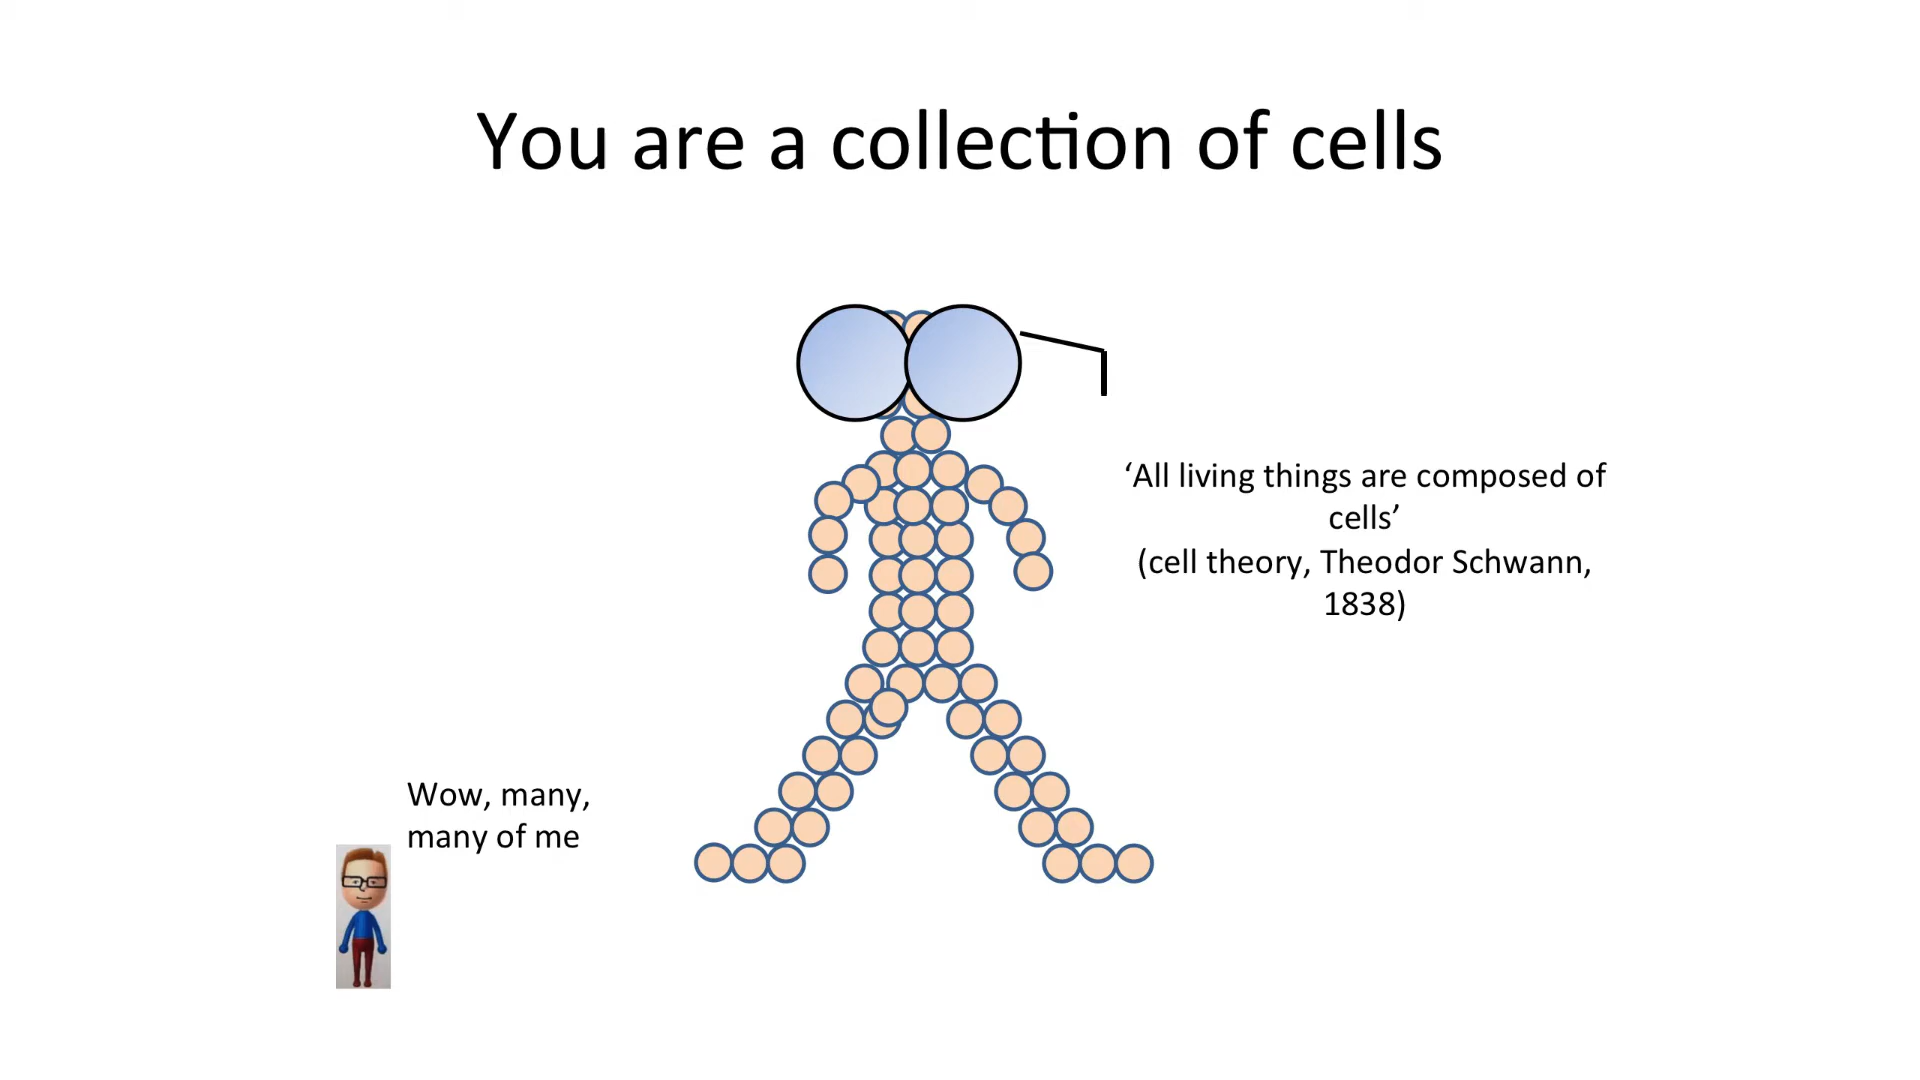 You are a collection of cells
‘All living things are composed of
cells’
(cell theory, Theodor Schwann,
1838)
Wow, many,
many of me